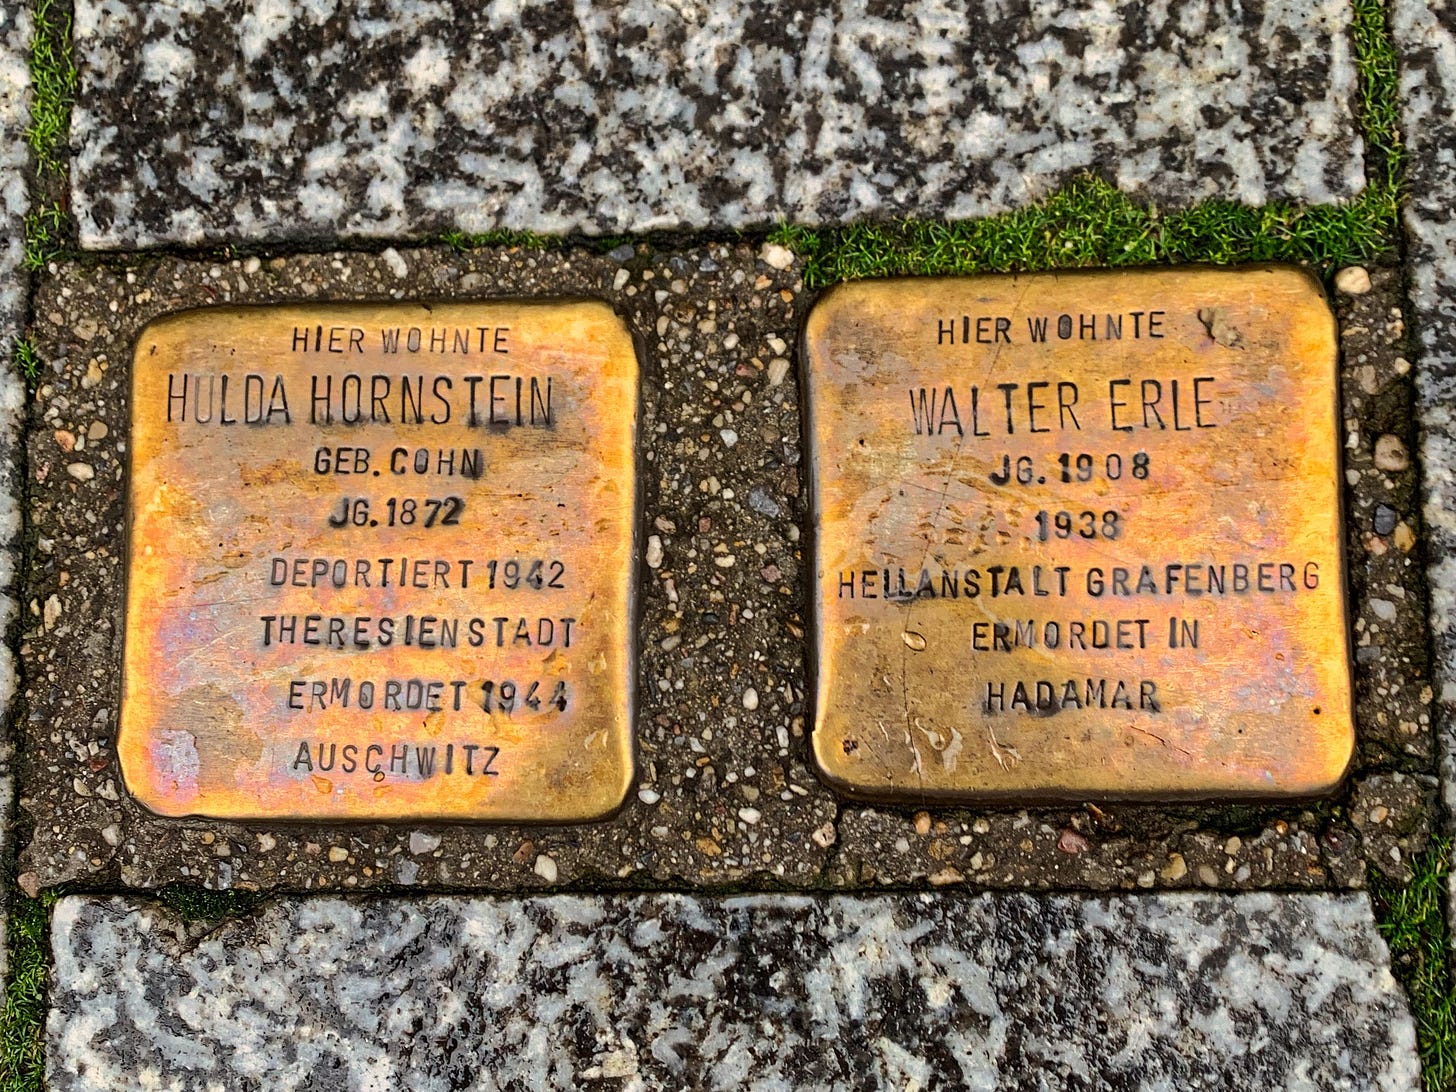 HIER WOHNTE
HULDA HORNSTEIN
GEB. COHN
JG. 1872
DEPORTIERT 1942
THERESIENSTADT
ERMORDET 1944
AUSCHWITZ
HIER WOHNTE
WALTER ERLE
JG. 1908
1938
HEILANSTALT GRAFENBERG
ERMORDET IN
HADAMAR